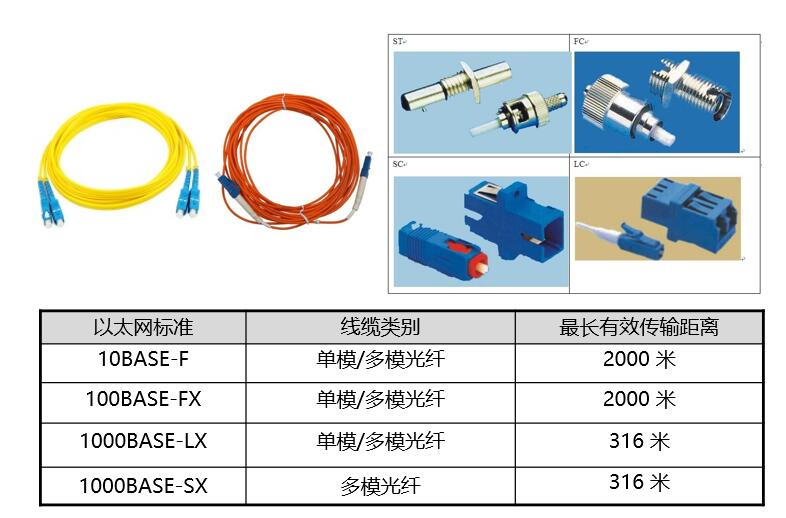 ST
FC
SC
LC
以太网标准 线缆类别 最长有效传输距离
10BASE-F 单模/多模光纤 2000 米
100BASE-FX 单模/多模光纤 2000 米
1000BASE-LX 单模/多模光纤 316 米
1000BASE-SX 多模光纤 316 米